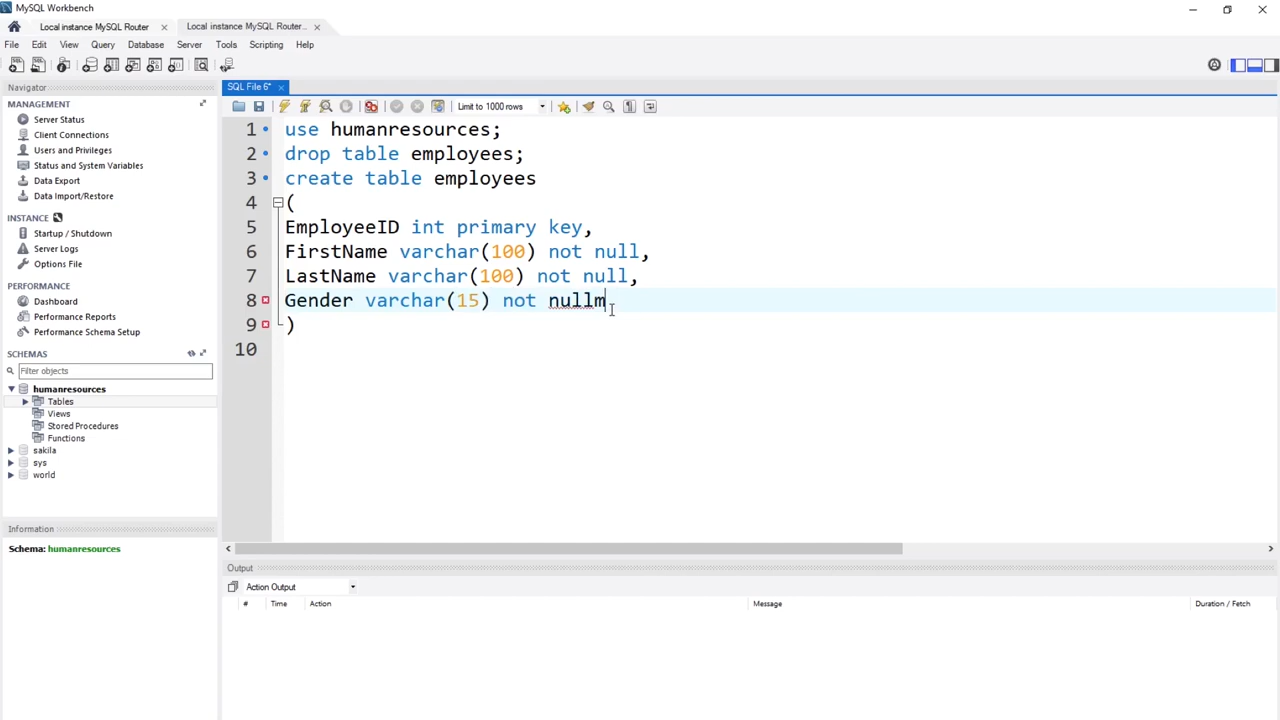 MySQL Workbench
Local instance MySQL Router
Local instance MySQL Router...
File Edit View Query Database Server Tools Scripting Help
Navigator
MANAGEMENT
Server Status
Client Connections
Users and Privileges
Status and System Variables
Data Export
Data Import/Restore
INSTANCE
Startup / Shutdown
Server Logs
Options File
PERFORMANCE
Dashboard
Performance Reports
Performance Schema Setup
SCHEMAS
Filter objects
humanresources
Tables
Views
Stored Procedures
Functions
sakila
sys
world
Information
Schema: humanresources
SQL File 6*
Limit to 1000 rows
1 use humanresources;
2 drop table employees;
3 create table employees
4 (
5 EmployeeID int primary key,
6 FirstName varchar(100) not null,
7 LastName varchar(100) not null,
8 Gender varchar(15) not nullm
9 )
10
Output
Action Output
# Time Action Message Duration / Fetch